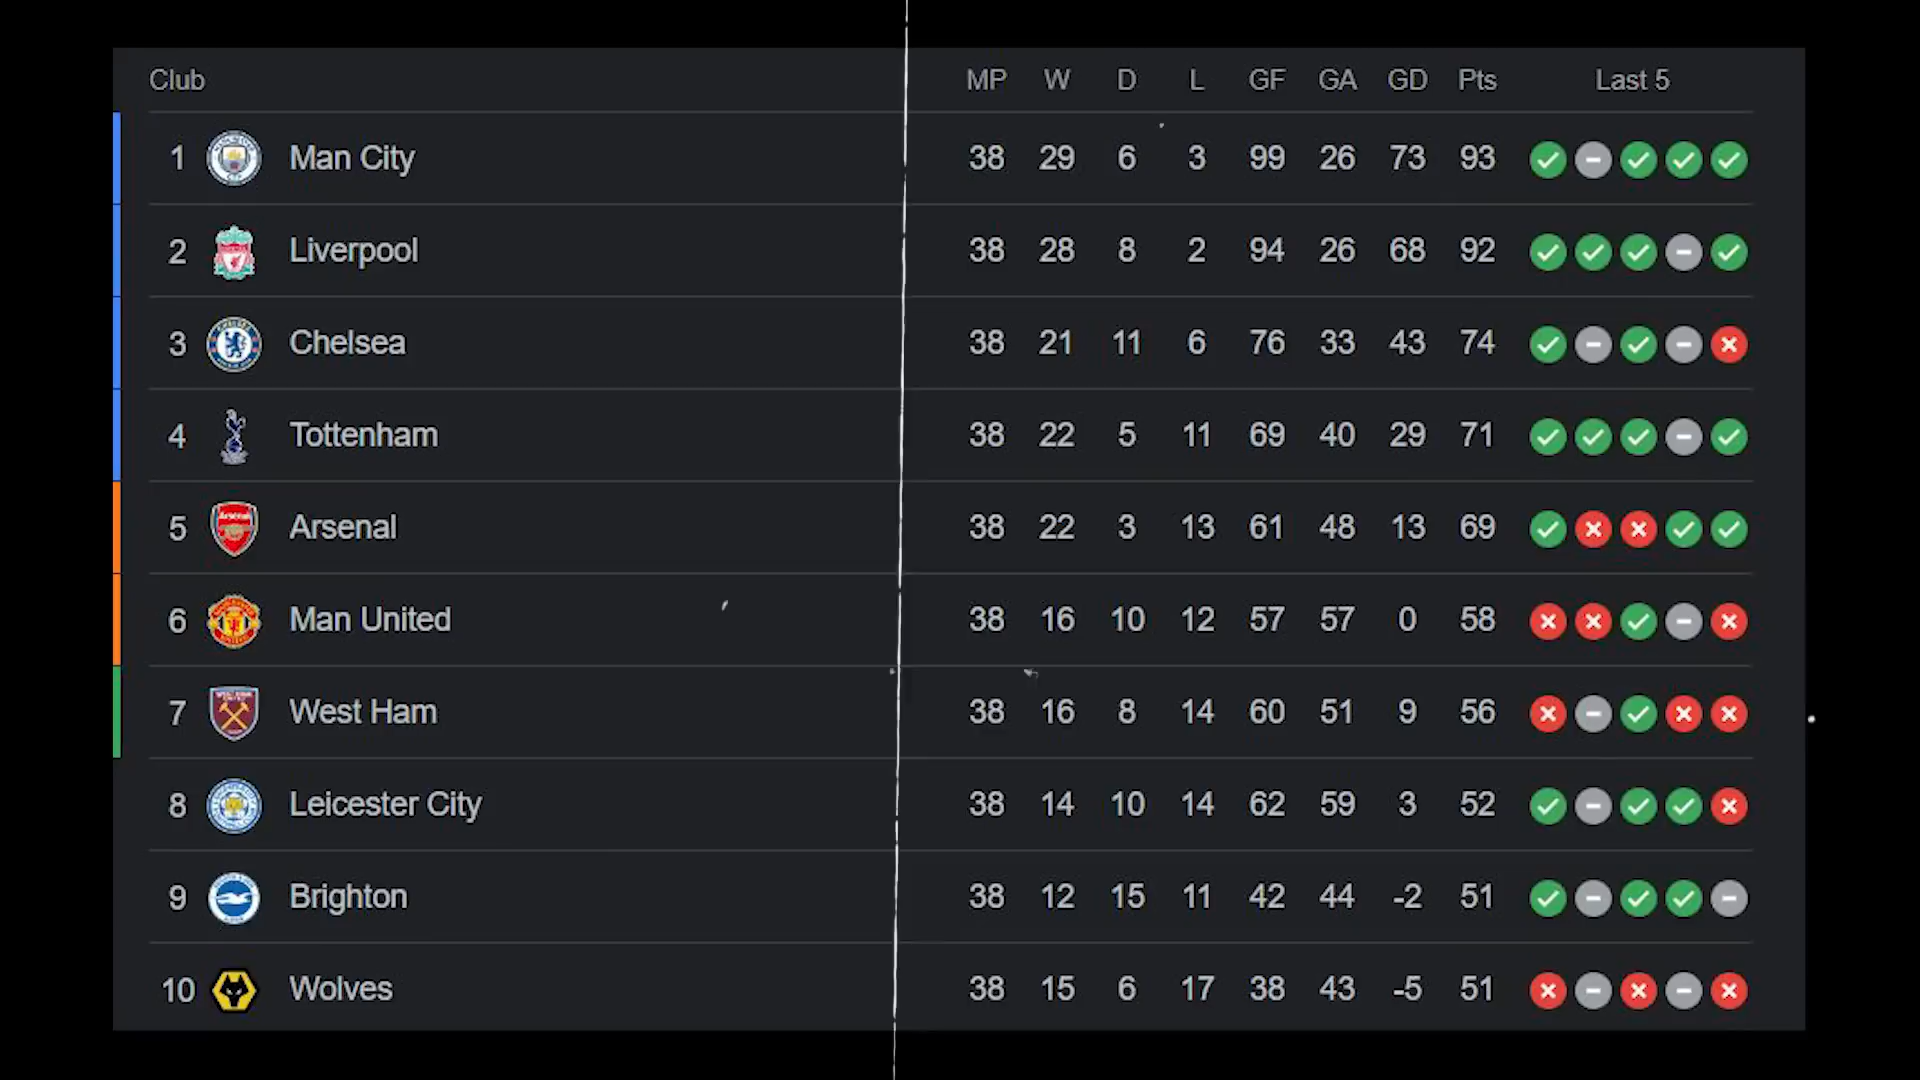 Club MP W D L GF GA GD Pts Last 5
1 Man City 38 29 6 3 99 26 73 93
2 Liverpool 38 28 8 2 94 26 68 92
3 Chelsea 38 21 11 6 76 33 43 74
4 Tottenham 38 22 5 11 69 40 29 71
5 Arsenal 38 22 3 13 61 48 13 69
6 Man United 38 16 10 12 57 57 0 58
7 West Ham 38 16 8 14 60 51 9 56
8 Leicester City 38 14 10 14 62 59 3 52
9 Brighton 38 12 15 11 42 44 -2 51
10 Wolves 38 15 6 17 38 43 -5 51